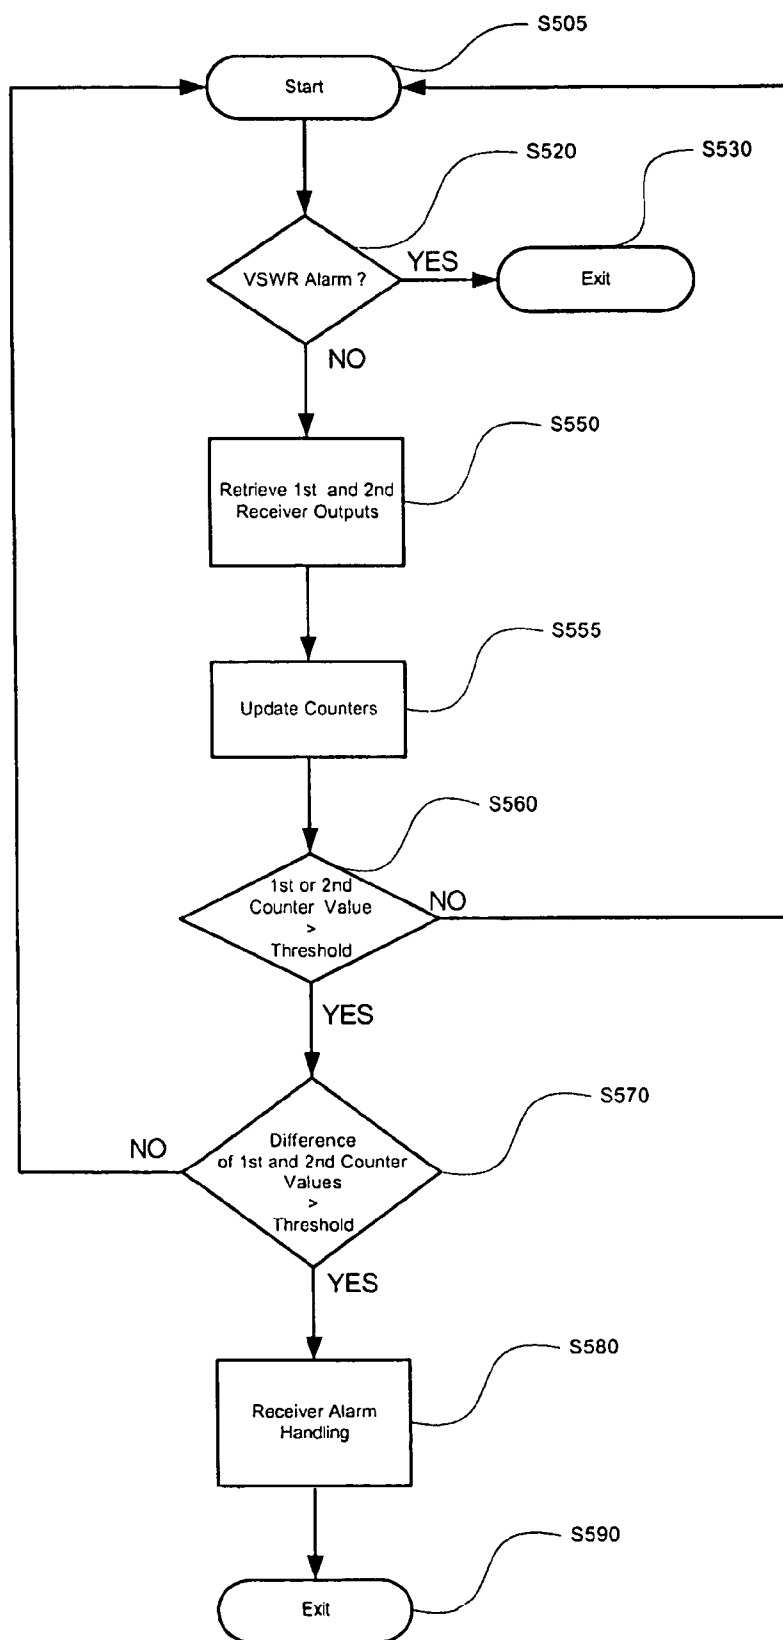 S505
Start
S520
S530
VSWR Alarm ?
YES
Exit
NO
S550
Retrieve 1st and 2nd
Receiver Outputs
S555
Update Counters
S560
1st or 2nd
Counter Value
>
Threshold
NO
YES
S570
NO
Difference
of 1st and 2nd Counter
Values
>
Threshold
YES
S580
Receiver Alarm
Handling
S590
Exit